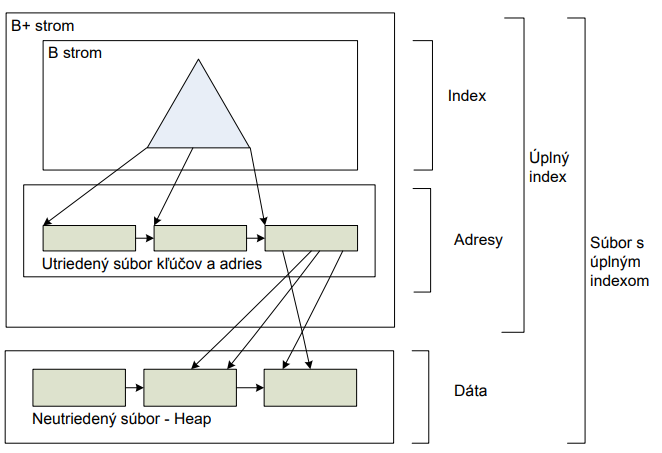 B+ strom
B strom
Index
Úplný
index
Adresy
Utriedený súbor kľúčov a adries
Súbor s
úplným
indexom
Dáta
Neutriedený súbor - Heap